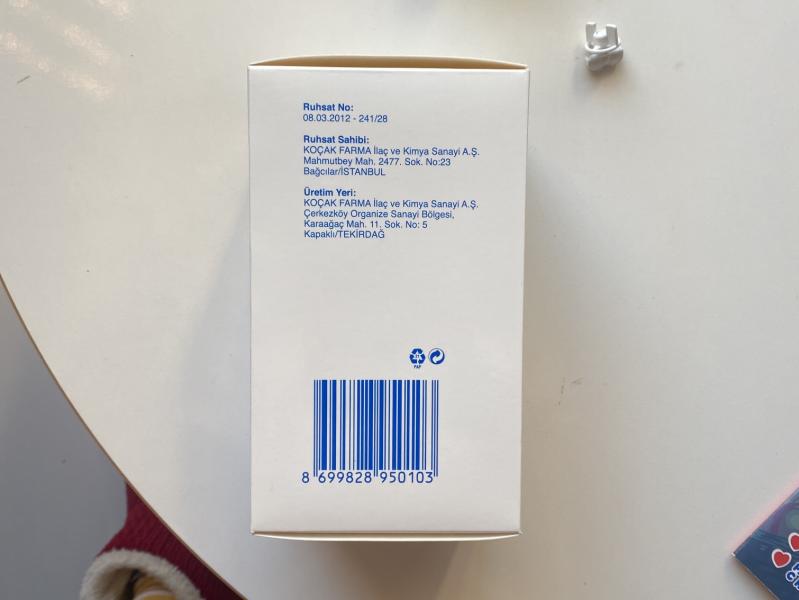 Ruhsat No:
08.03.2012 - 241/28
Ruhsat Sahibi:
KOÇAK FARMA İlaç ve Kimya Sanayi A.Ş.
Mahmutbey Mah. 2477. Sok. No:23
Bağcılar/İSTANBUL
Üretim Yeri:
KOÇAK FARMA İlaç ve Kimya Sanayi A.Ş.
Çerkezköy Organize Sanayi Bölgesi,
Karaağaç Mah. 11. Sok. No: 5
Kapaklı/TEKİRDAĞ
PAP
8 699828 950103